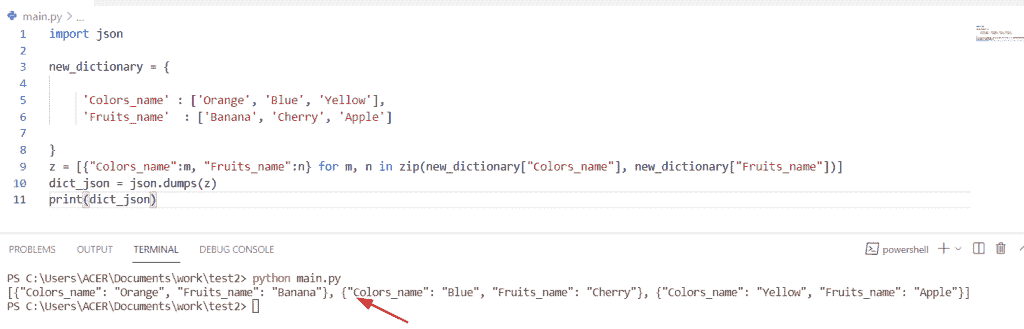 main.py > ...
1 import json
2
3 new_dictionary = {
4
5 'Colors_name' : ['Orange', 'Blue', 'Yellow'],
6 'Fruits_name'  : ['Banana', 'Cherry', 'Apple']
7
8 }
9 z = [{"Colors_name":m, "Fruits_name":n} for m, n in zip(new_dictionary["Colors_name"], new_dictionary["Fruits_name"])]
10 dict_json = json.dumps(z)
11 print(dict_json)
PROBLEMS OUTPUT TERMINAL DEBUG CONSOLE powershell
PS C:\Users\ACER\Documents\work\test2> python main.py
[{"Colors_name": "Orange", "Fruits_name": "Banana"}, {"Colors_name": "Blue", "Fruits_name": "Cherry"}, {"Colors_name": "Yellow", "Fruits_name": "Apple"}]
PS C:\Users\ACER\Documents\work\test2>